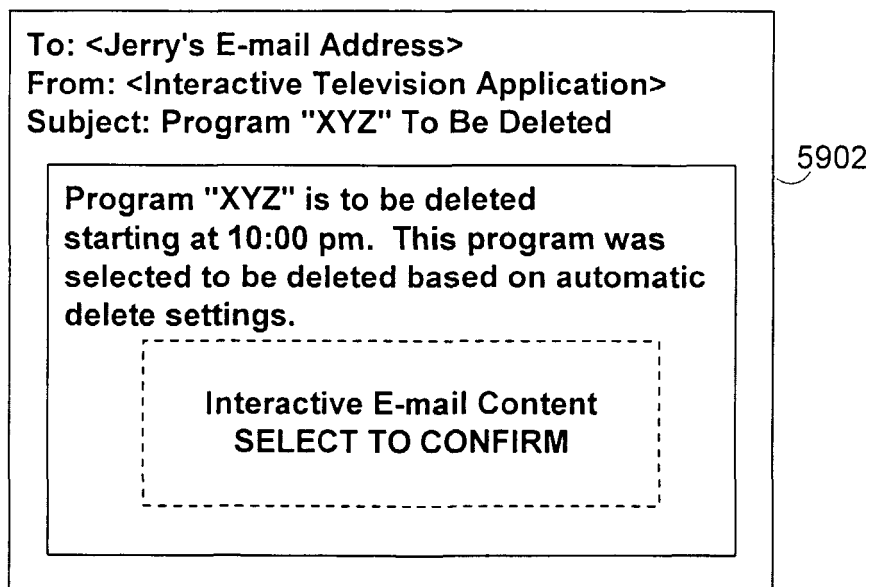 To: <Jerry's E-mail Address>
From: <Interactive Television Application>
Subject: Program "XYZ" To Be Deleted
5902
Program "XYZ" is to be deleted
starting at 10:00 pm. This program was
selected to be deleted based on automatic
delete settings.
Interactive E-mail Content
SELECT TO CONFIRM